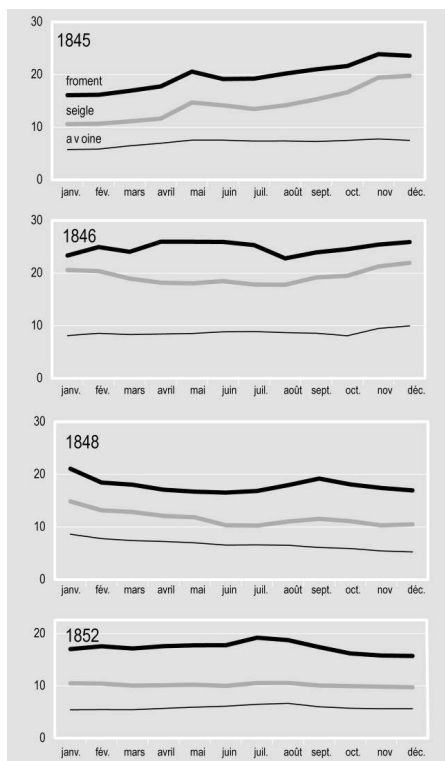 30
1845
froment
20
seigle
10
avoine
0
janv. fév. mars avril mai juin juil. août sept. oct. nov déc.
30
1846
20
10
0
janv. fév. mars avril mai juin juil. août sept. oct. nov déc.
30
1848
20
10
0
janv. fév. mars avril mai juin juil. août sept. oct. nov déc.
20
1852
10
0
janv. fév. mars avril mai juin juil. août sept. oct. nov déc.